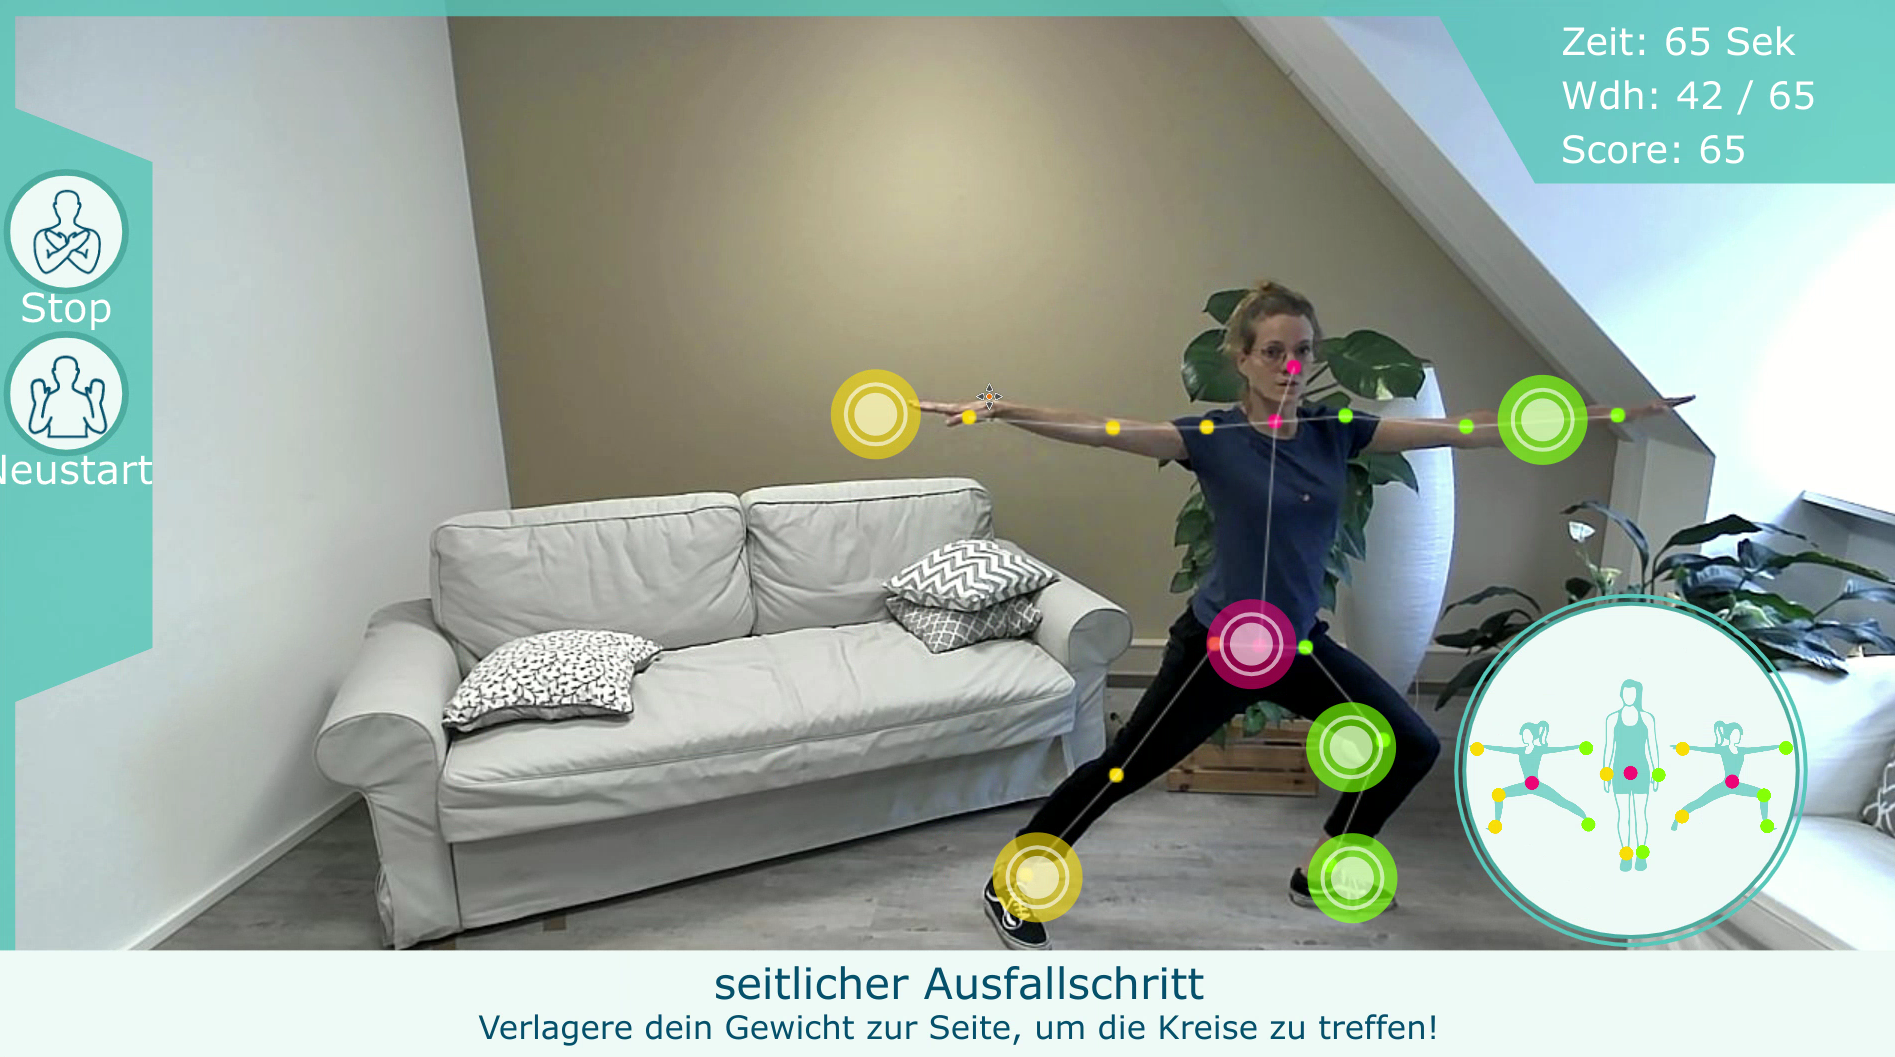 Zeit: 65 Sek
Wdh: 42 / 65
Score: 65
Stop
Neustart
seitlicher Ausfallschritt
Verlagere dein Gewicht zur Seite, um die Kreise zu treffen!